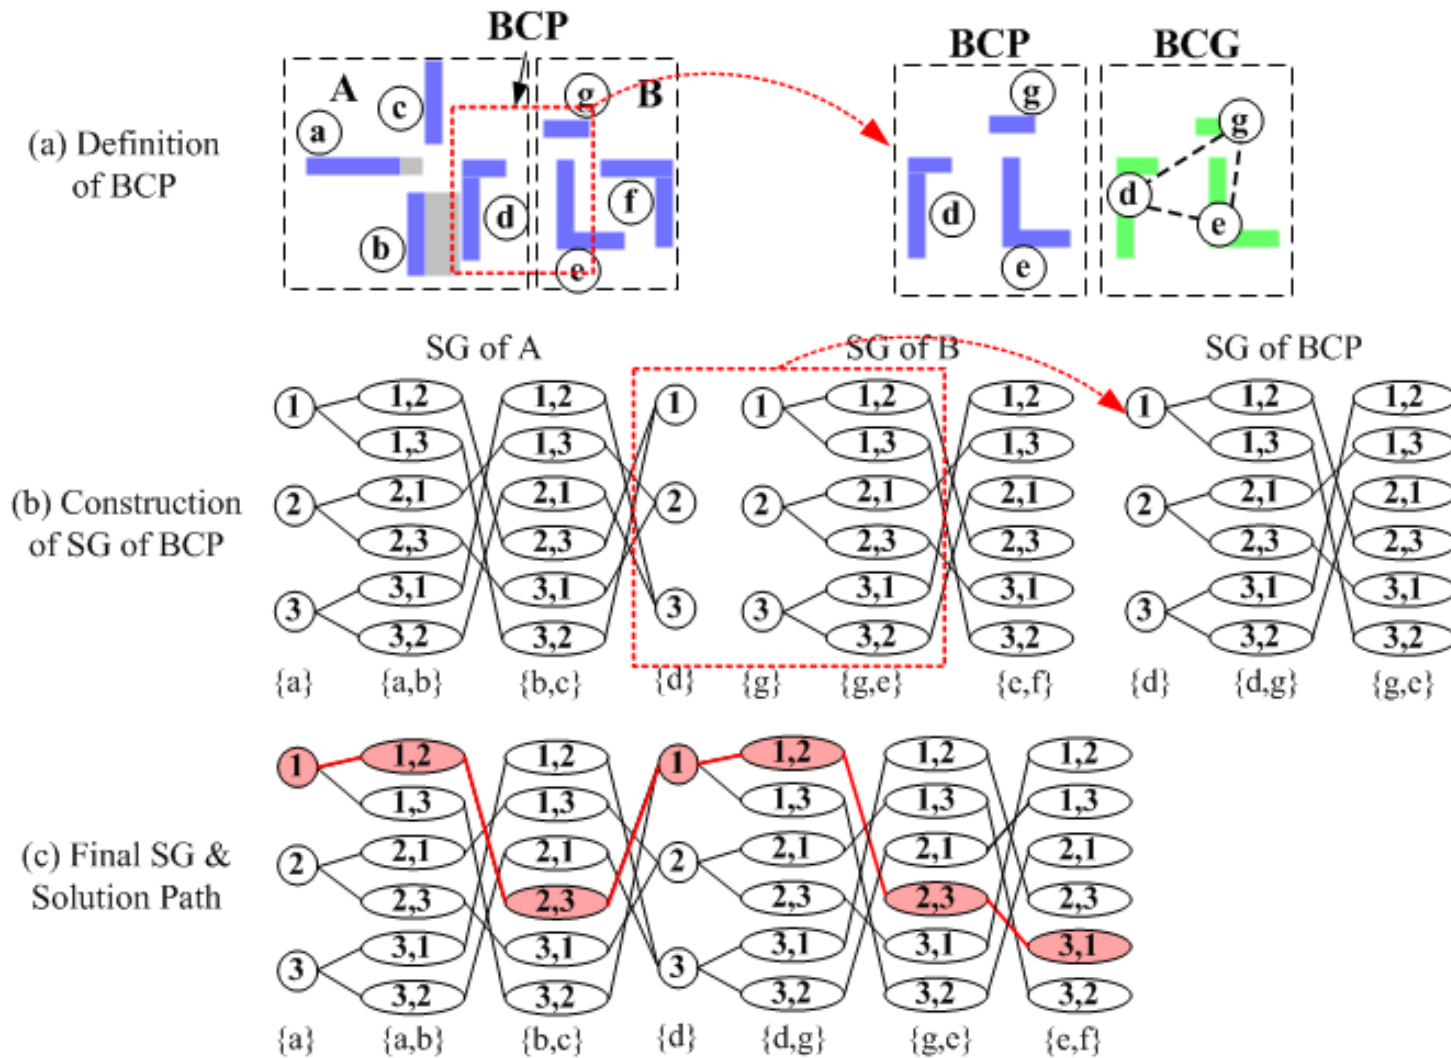 BCP
BCP BCG
(a) Definition
of BCP
A c g B
a
d f
b
e
g
d
e
g
d
e
SG of A SG of B SG of BCP
(b) Construction
of SG of BCP
1 1,2 1,2 1 1 1,2 1,2 1 1,2 1,2
1,3 1,3 1,3 1,3 1,3 1,3
2 2,1 2,1 2 2 2,1 2,1 2 2,1 2,1
2,3 2,3 2,3 2,3 2,3 2,3
3 3,1 3,1 3 3 3,1 3,1 3 3,1 3,1
3,2 3,2 3,2 3,2 3,2 3,2
{a} {a,b} {b,c} {d} {g} {g,e} {e,f} {d} {d,g} {g,e}
(c) Final SG &
Solution Path
1 1,2 1,2 1 1,2 1,2 1,2
1,3 1,3 1,3 1,3 1,3
2 2,1 2,1 2 2,1 2,1 2,1
2,3 2,3 2,3 2,3 2,3
3 3,1 3,1 3 3,1 3,1 3,1
3,2 3,2 3,2 3,2 3,2
{a} {a,b} {b,c} {d} {d,g} {g,e} {e,f}